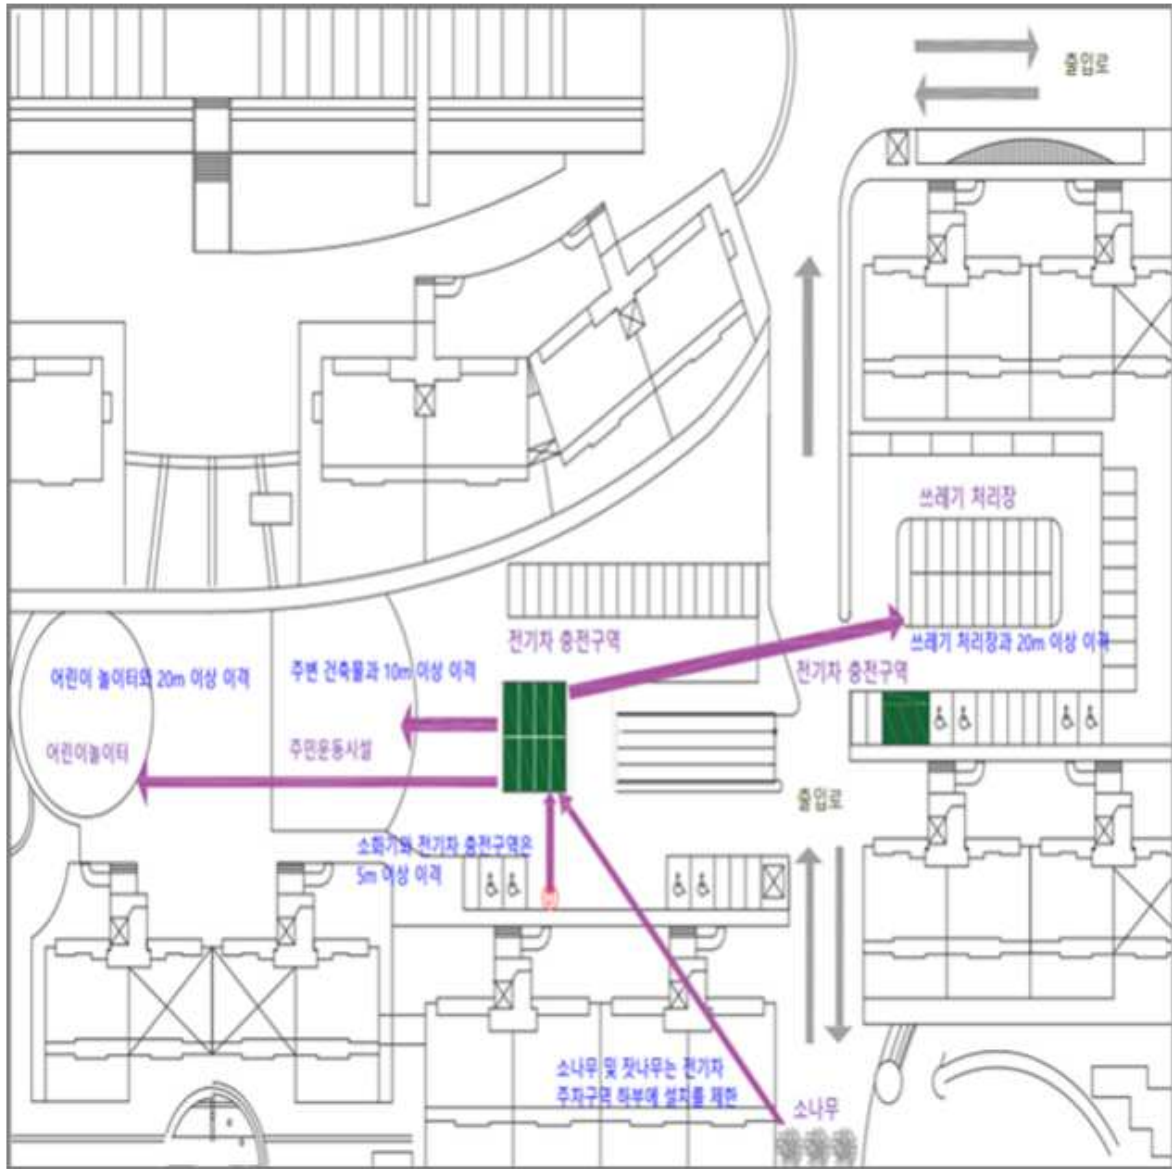 출입로
쓰레기 처리장
전기차 충전구역
쓰레기 처리장과 20m 이상 이격
어린이 놀이터와 20m 이상 이격
주변 건축물과 10m 이상 이격
전기차 충전구역
어린이놀이터
주민운동시설
출입로
소화기와 전기차 충전구역은
5m 이상 이격
소나무 및 잣나무는 전기차
주차구역 하부에 설치를 제한
소나무